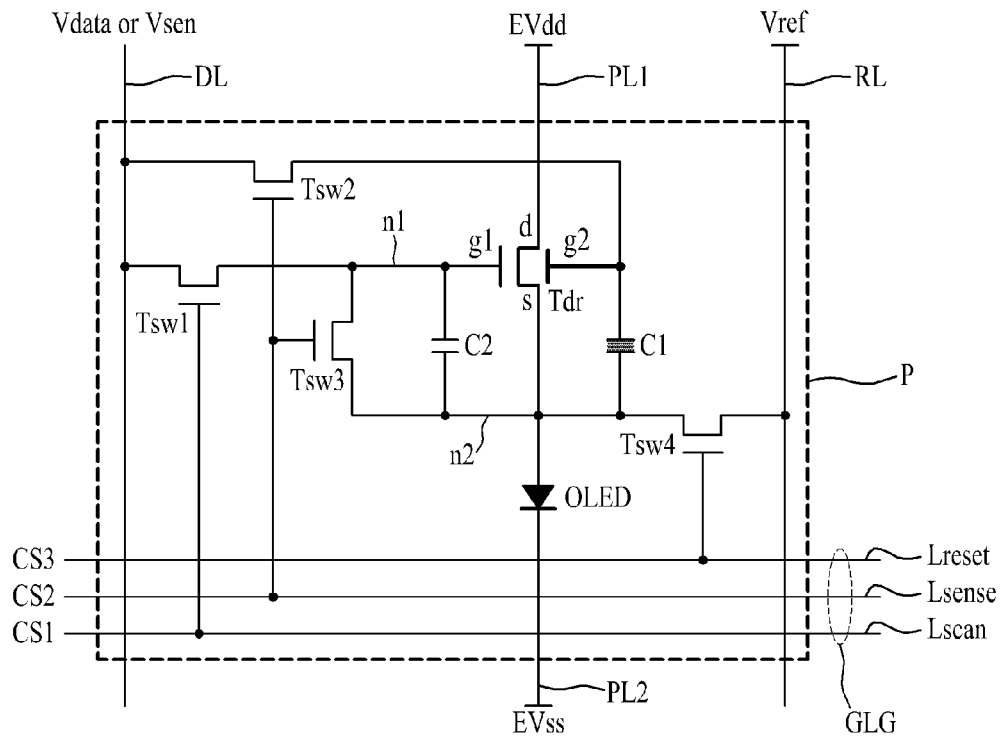 Vdata or Vsen
EVdd
Vref
DL
PL1
RL
Tsw2
n1
g1
d
g2
s
Tdr
Tsw1
Tsw3
C2
C1
P
n2
Tsw4
OLED
CS3
Lreset
CS2
Lsense
CS1
Lscan
PL2
EVss
GLG